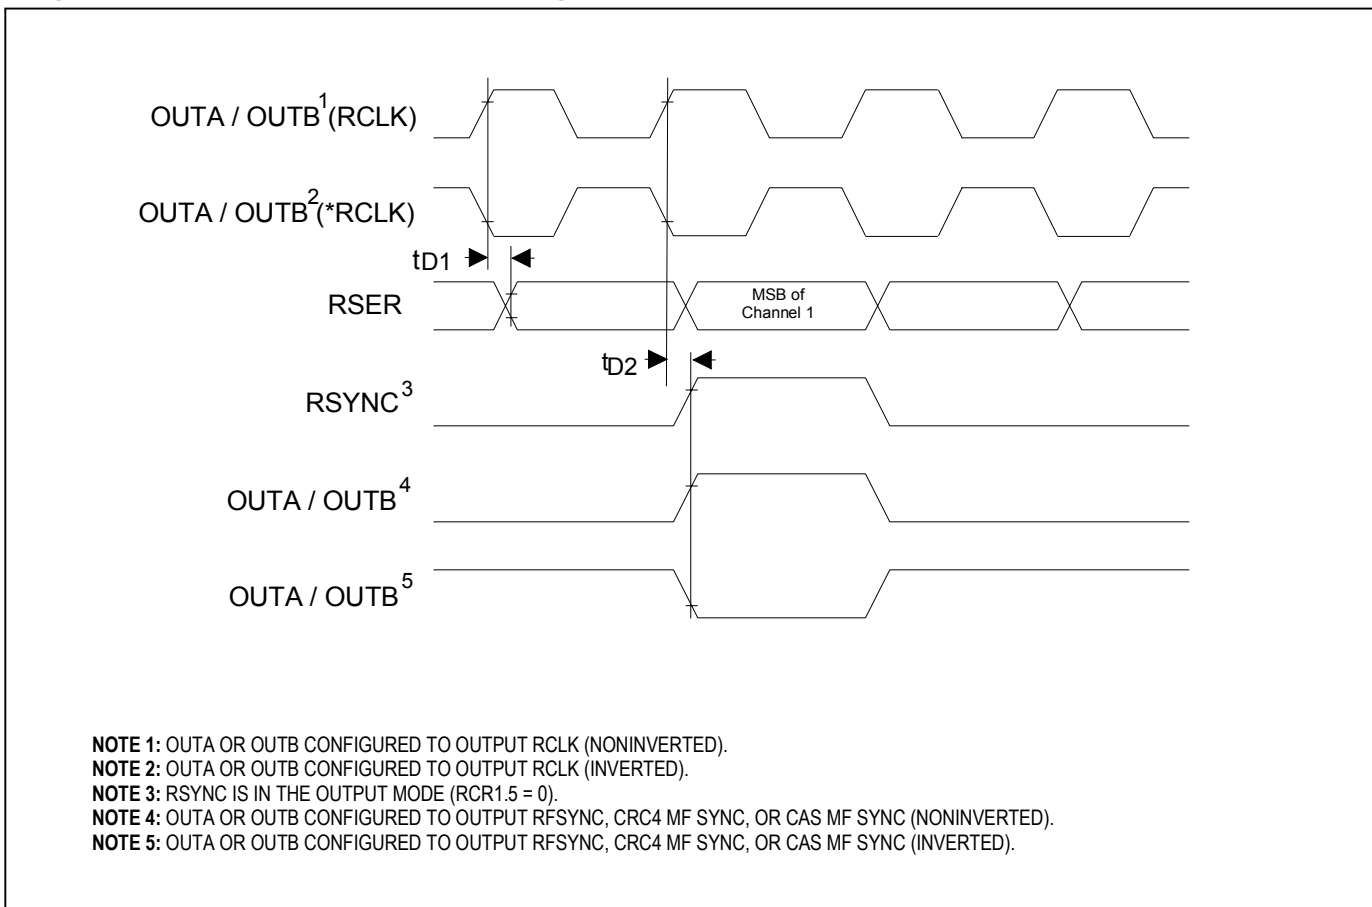 OUTA / OUTB1(RCLK)
OUTA / OUTB2(*RCLK)
tD1
RSER
MSB of
Channel 1
tD2
RSYNC3
OUTA / OUTB4
OUTA / OUTB5
NOTE 1: OUTA OR OUTB CONFIGURED TO OUTPUT RCLK (NONINVERTED).
NOTE 2: OUTA OR OUTB CONFIGURED TO OUTPUT RCLK (INVERTED).
NOTE 3: RSYNC IS IN THE OUTPUT MODE (RCR1.5 = 0).
NOTE 4: OUTA OR OUTB CONFIGURED TO OUTPUT RFSYNC, CRC4 MF SYNC, OR CAS MF SYNC (NONINVERTED).
NOTE 5: OUTA OR OUTB CONFIGURED TO OUTPUT RFSYNC, CRC4 MF SYNC, OR CAS MF SYNC (INVERTED).